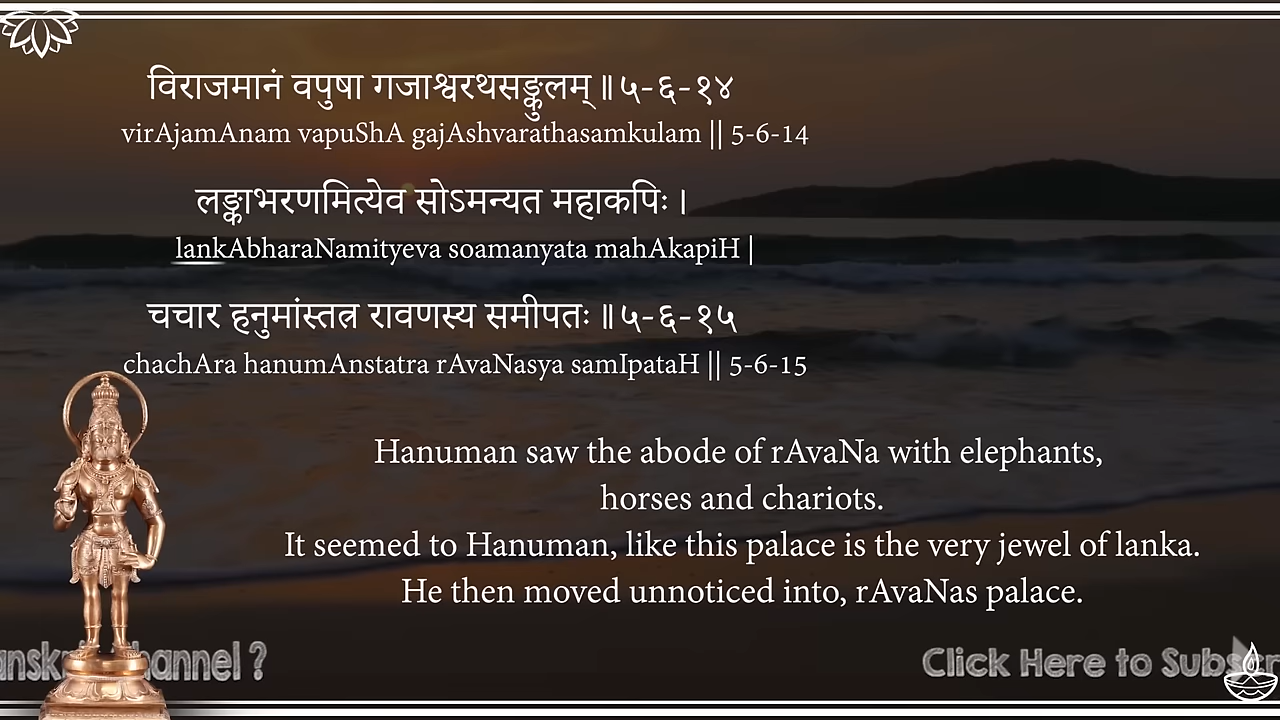 विराजमानं वपुषा गजाश्वरथसङ्कुलम् ॥ ५-६-१४
virAjamAnam vapuShA gajAshvarathasamkulam || 5-6-14
लङ्काभरणमित्येव सोऽमन्यत महाकपिः ।
lankAbharaNamityeva soamanyata mahAkapiH |
चचार हनुमांस्तत्र रावणस्य समीपतः ॥ ५-६-१५
chachAra hanumAnstatra rAvaNasya samIpataH || 5-6-15
Hanuman saw the abode of rAvaNa with elephants,
horses and chariots.
It seemed to Hanuman, like this palace is the very jewel of lanka.
He then moved unnoticed into, rAvaNas palace.
Click Here to